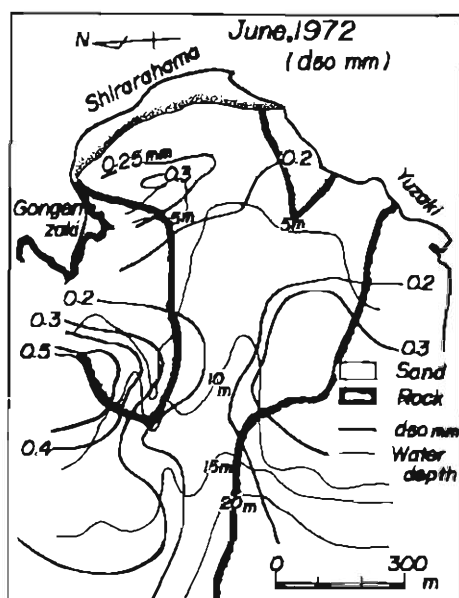 June.1972
(d50 mm)
N
Shirarahama
0.25 mm
0.3
0.2
Gongen
zaki
5m
5m
Yuzaki
0.2
0.3
0.5
0.4
0.2
0.3
10
m
15m
20m
Sand
Rock
d50 mm
Water
depth
0 300
m